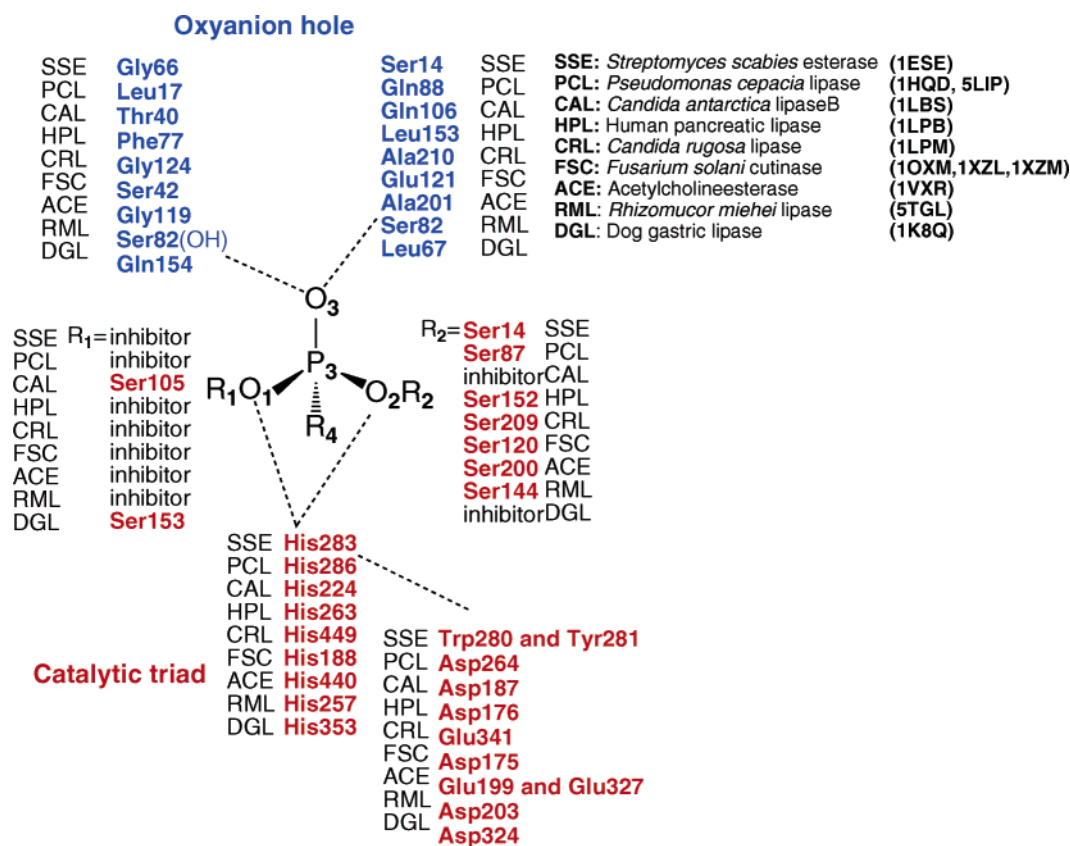 Oxyanion hole
SSE Gly66
PCL Leu17
CAL Thr40
HPL Phe77
CRL Gly124
FSC Ser42
ACE Gly119
RML Ser82(OH)
DGL Gln154
Ser14 SSE
Gln88 PCL
Gln106 CAL
Leu153 HPL
Ala210 CRL
Glu121 FSC
Ala201 ACE
Ser82 RML
Leu67 DGL
SSE: Streptomyces scabies esterase (1ESE)
PCL: Pseudomonas cepacia lipase (1HQD, 5LIP)
CAL: Candida antarctica lipaseB (1LBS)
HPL: Human pancreatic lipase (1LPB)
CRL: Candida rugosa lipase (1LPM)
FSC: Fusarium solani cutinase (1OXM,1XZL,1XZM)
ACE: Acetylcholineesterase (1VXR)
RML: Rhizomucor miehei lipase (5TGL)
DGL: Dog gastric lipase (1K8Q)
O3
P3
R1O1
O2R2
R4
SSE R1=inhibitor
PCL inhibitor
CAL Ser105
HPL inhibitor
CRL inhibitor
FSC inhibitor
ACE inhibitor
RML inhibitor
DGL Ser153
R2=Ser14 SSE
Ser87 PCL
inhibitor CAL
Ser152 HPL
Ser209 CRL
Ser120 FSC
Ser200 ACE
Ser144 RML
inhibitor DGL
Catalytic triad
SSE His283
PCL His286
CAL His224
HPL His263
CRL His449
FSC His188
ACE His440
RML His257
DGL His353
SSE Trp280 and Tyr281
PCL Asp264
CAL Asp187
HPL Asp176
CRL Glu341
FSC Asp175
ACE Glu199 and Glu327
RML Asp203
DGL Asp324